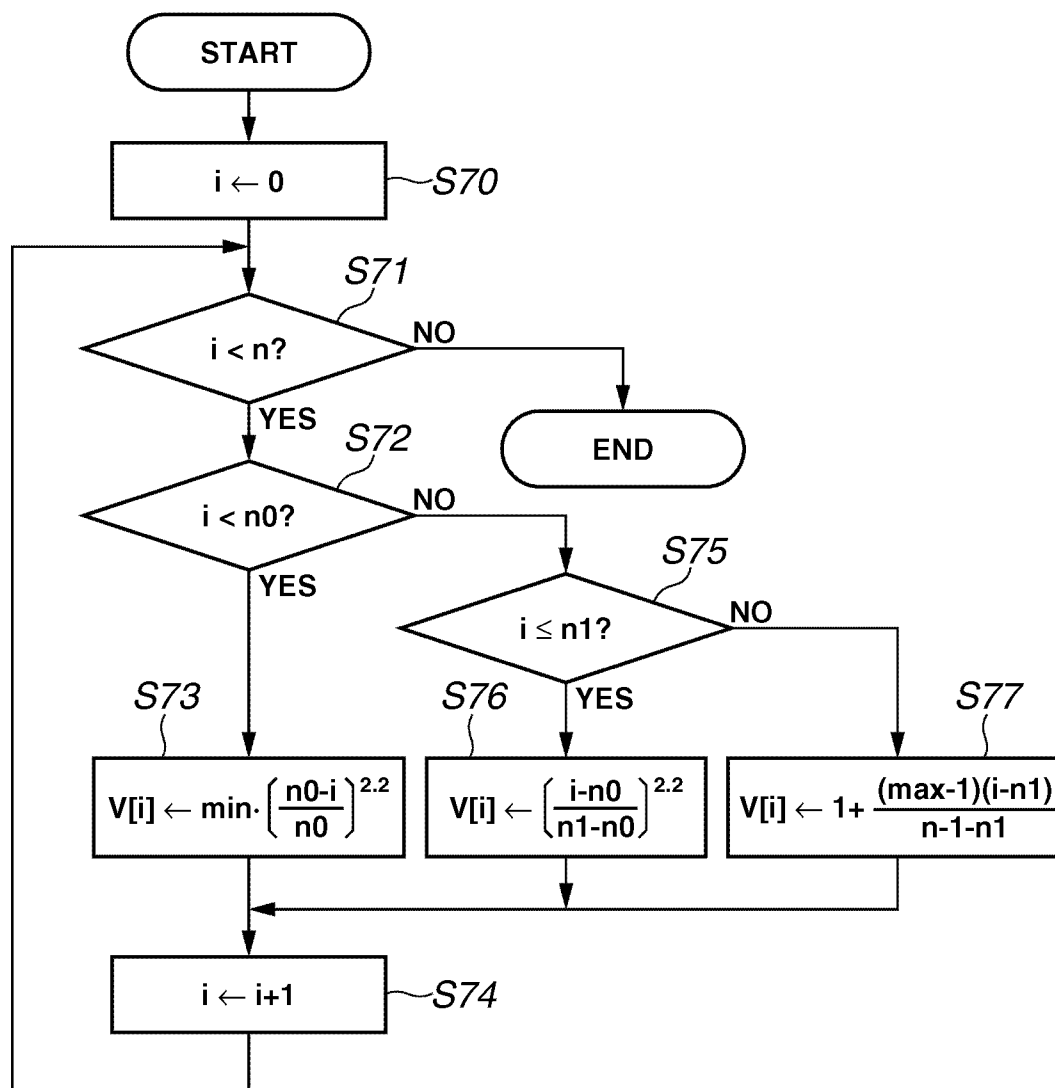 START
i ← 0
S70
S71
i < n?
NO
YES
END
S72
i < n0?
NO
YES
S75
i ≤ n1?
NO
YES
S73
V[i] ← min·((n0-i)/n0)^2.2
S76
V[i] ← ((i-n0)/(n1-n0))^2.2
S77
V[i] ← 1+ (max-1)(i-n1)/(n-1-n1)
i ← i+1
S74